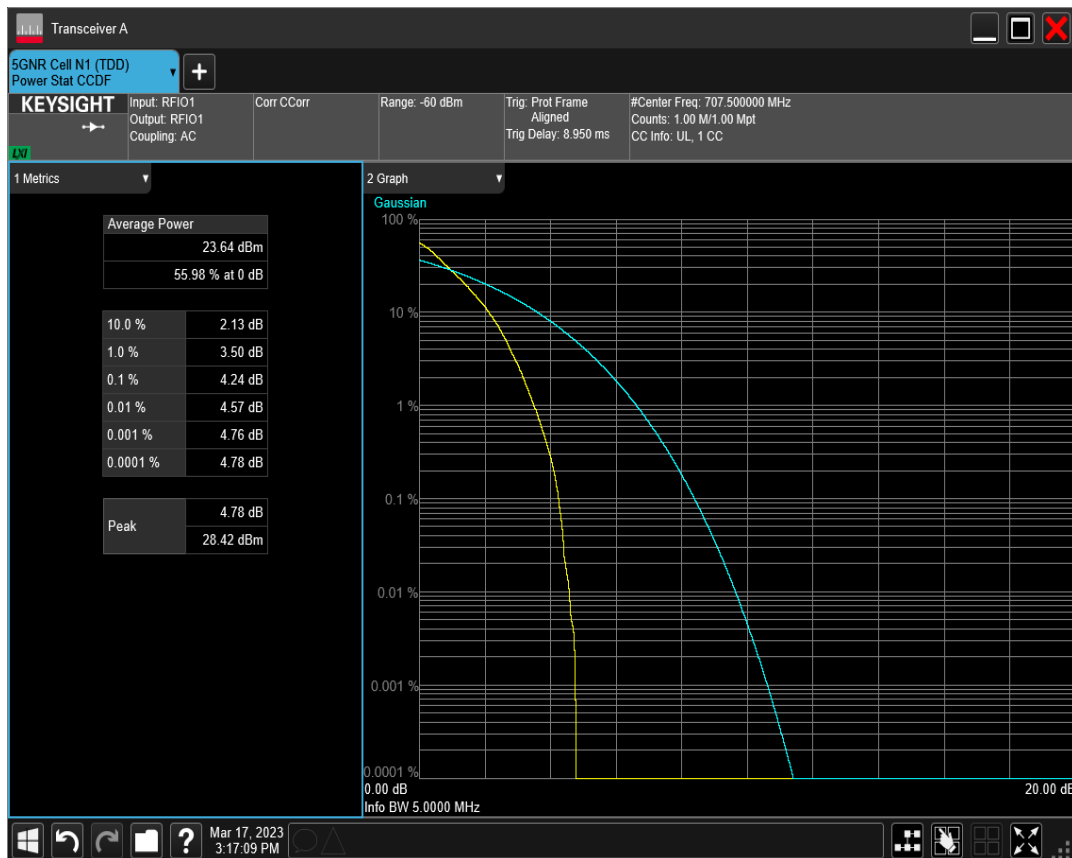 Transceiver A
5GNR Cell N1 (TDD)
Power Stat CCDF
KEYSIGHT
LXI
Input: RFIO1
Output: RFIO1
Coupling: AC
Corr CCorr
Range: -60 dBm
Trig: Prot Frame
Aligned
Trig Delay: 8.950 ms
#Center Freq: 707.500000 MHz
Counts: 1.00 M/1.00 Mpt
CC Info: UL, 1 CC
1 Metrics
Average Power
23.64 dBm
55.98 % at 0 dB
10.0 % 2.13 dB
1.0 % 3.50 dB
0.1 % 4.24 dB
0.01 % 4.57 dB
0.001 % 4.76 dB
0.0001 % 4.78 dB
Peak
4.78 dB
28.42 dBm
2 Graph
Gaussian
100 %
10 %
1 %
0.1 %
0.01 %
0.001 %
0.0001 %
0.00 dB 20.00 dB
Info BW 5.0000 MHz
?
Mar 17, 2023
3:17:09 PM